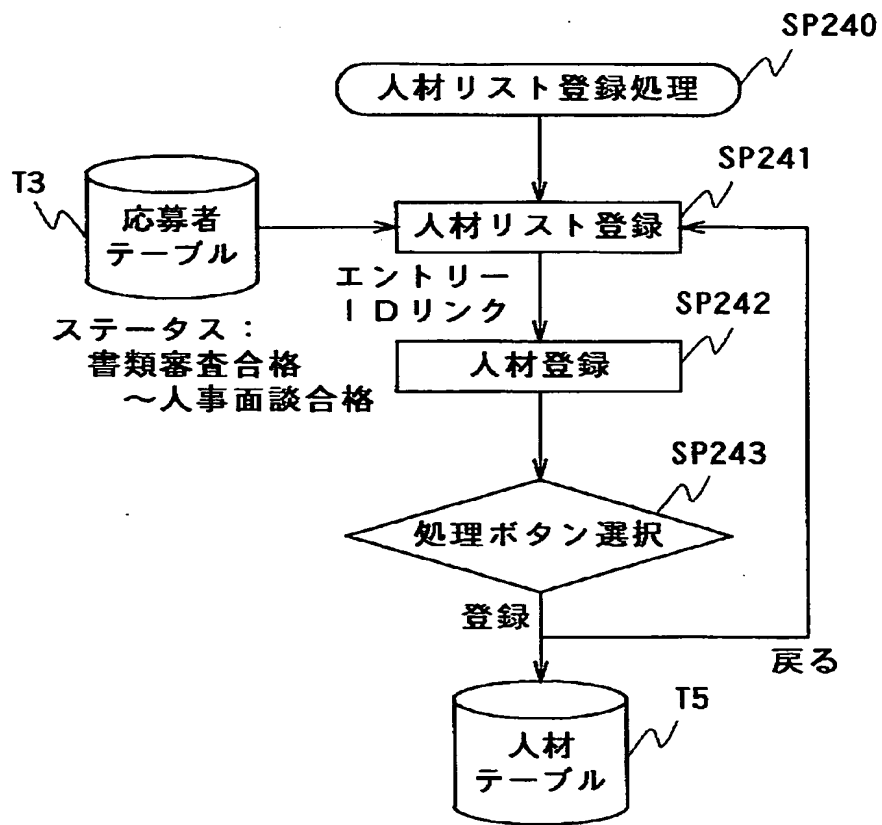 SP240
人材リスト登録処理
SP241
T3
応募者
テーブル
人材リスト登録
エントリー
IDリンク
SP242
ステータス：
書類審査合格
～人事面談合格
人材登録
SP243
処理ボタン選択
登録
戻る
T5
人材
テーブル